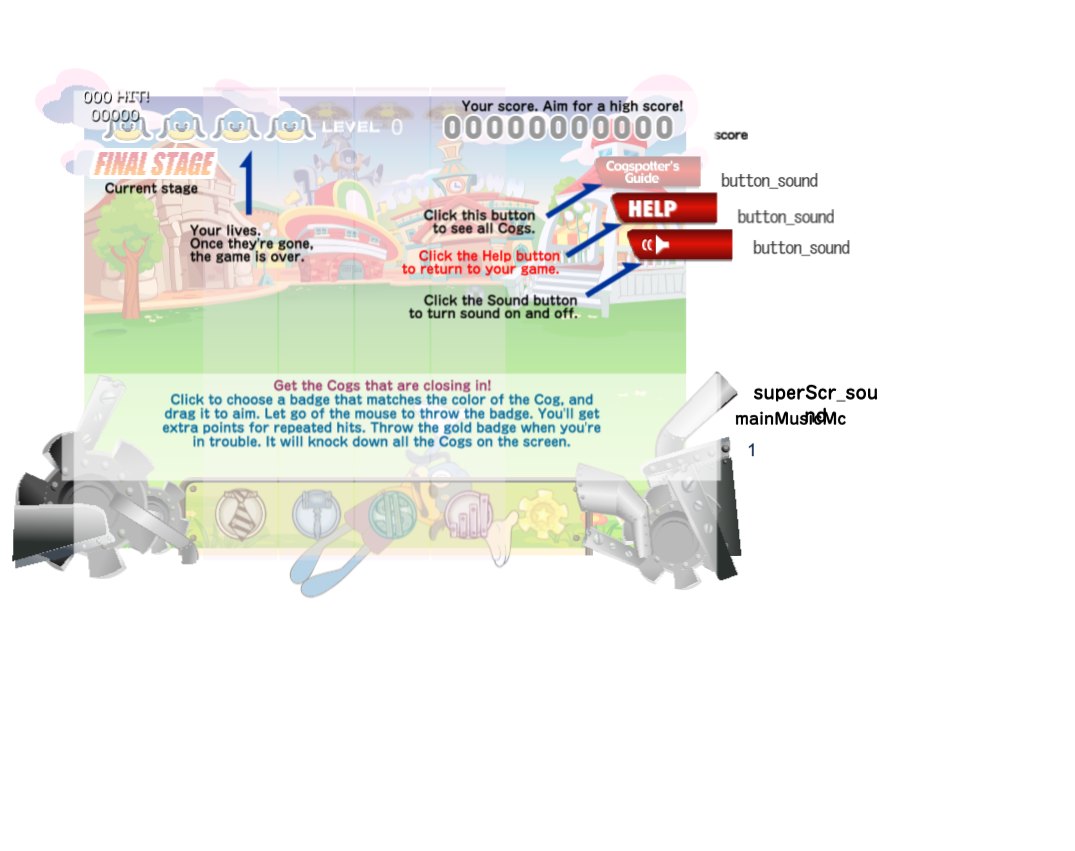 000 HIT!
00000
Your score. Aim for a high score!
LEVEL 0
00000000000
score
FINAL STAGE
Cogspotter's
Guide
button_sound
Current stage
HELP
button_sound
Click this button
to see all Cogs.
Your lives.
Once they're gone,
the game is over.
button_sound
Click the Help button
to return to your game.
Click the Sound button
to turn sound on and off.
Get the Cogs that are closing in!
Click to choose a badge that matches the color of the Cog, and
drag it to aim. Let go of the mouse to throw the badge. You'll get
extra points for repeated hits. Throw the gold badge when you're
in trouble. It will knock down all the Cogs on the screen.
superScr_sou
nd
mainMusicMc
1